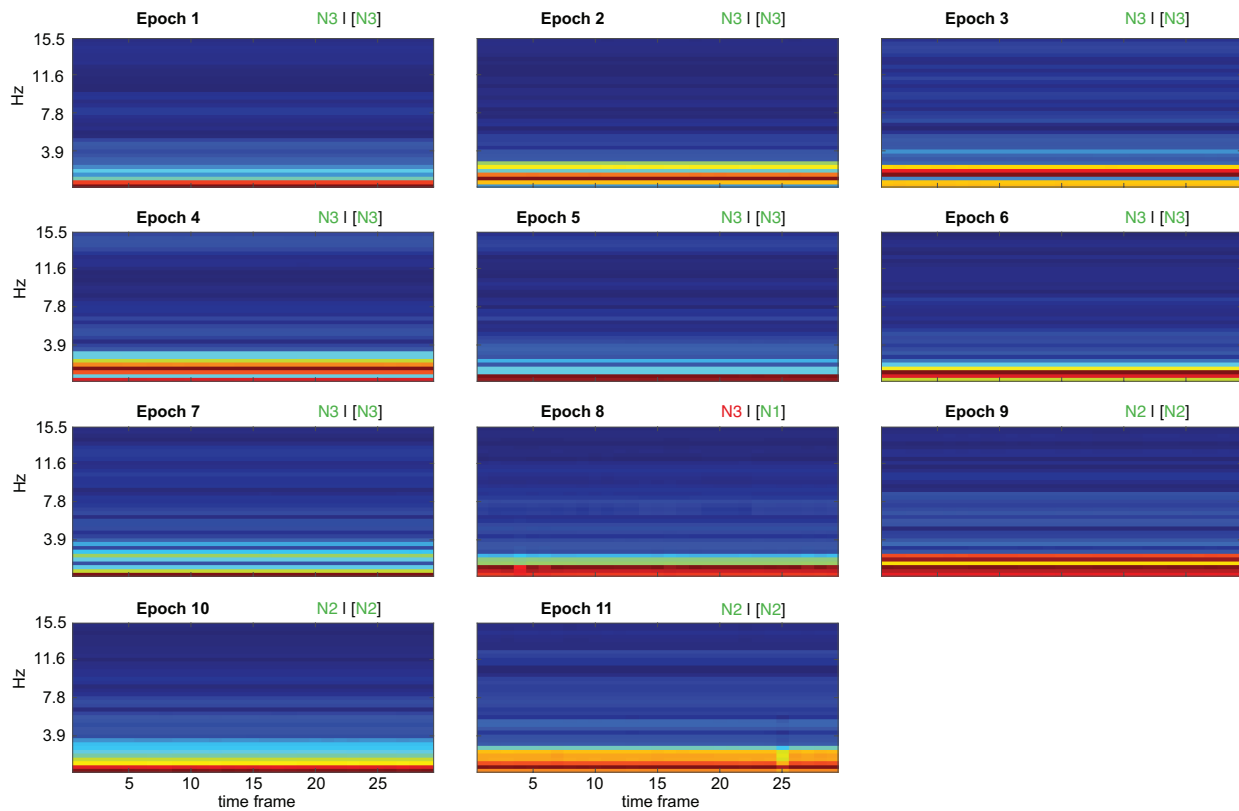 Epoch 1 N3 I [N3]
Epoch 2 N3 I [N3]
Epoch 3 N3 I [N3]
15.5
11.6
7.8
3.9
Hz
Epoch 4 N3 I [N3]
Epoch 5 N3 I [N3]
Epoch 6 N3 I [N3]
15.5
11.6
7.8
3.9
Hz
Epoch 7 N3 I [N3]
Epoch 8 N3 I [N1]
Epoch 9 N2 I [N2]
15.5
11.6
7.8
3.9
Hz
Epoch 10 N2 I [N2]
Epoch 11 N2 I [N2]
15.5
11.6
7.8
3.9
Hz
5 10 15 20 25
time frame
5 10 15 20 25
time frame